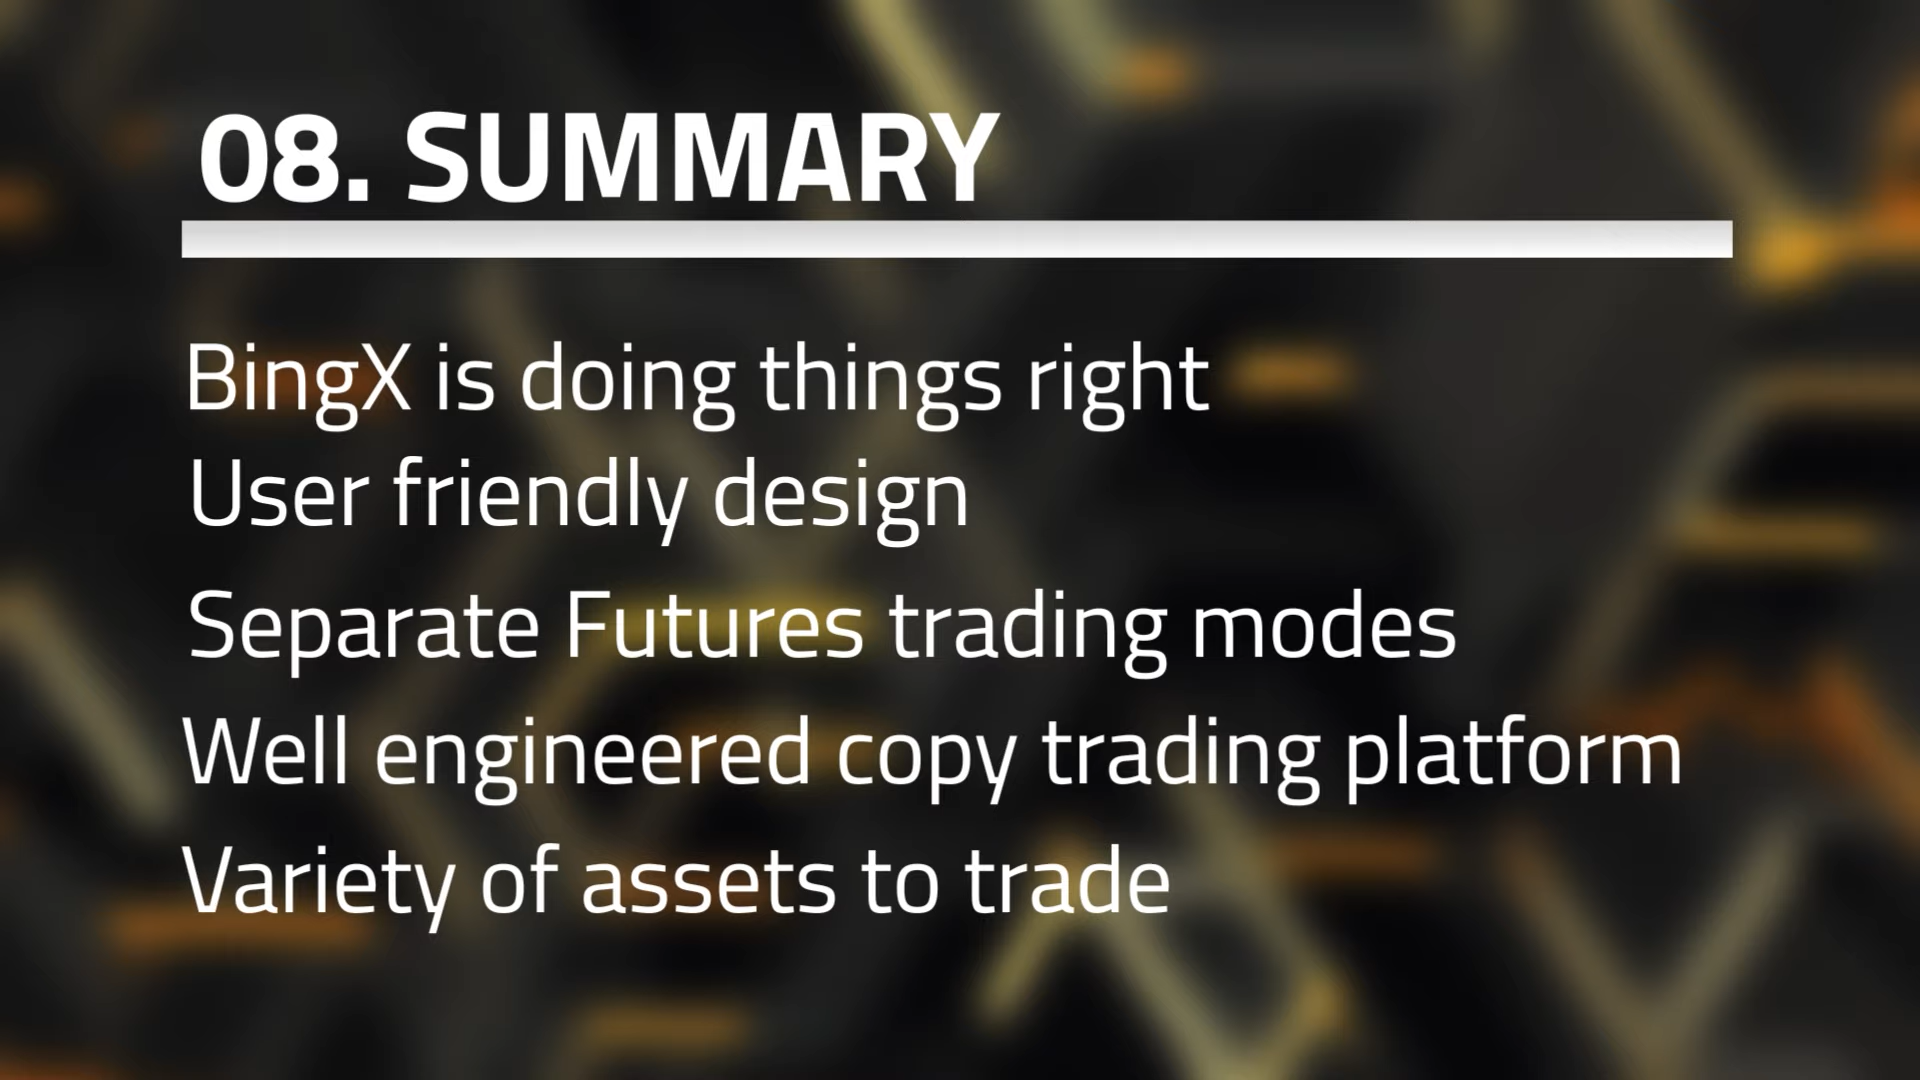 08. SUMMARY
BingX is doing things right
User friendly design
Separate Futures trading modes
Well engineered copy trading platform
Variety of assets to trade